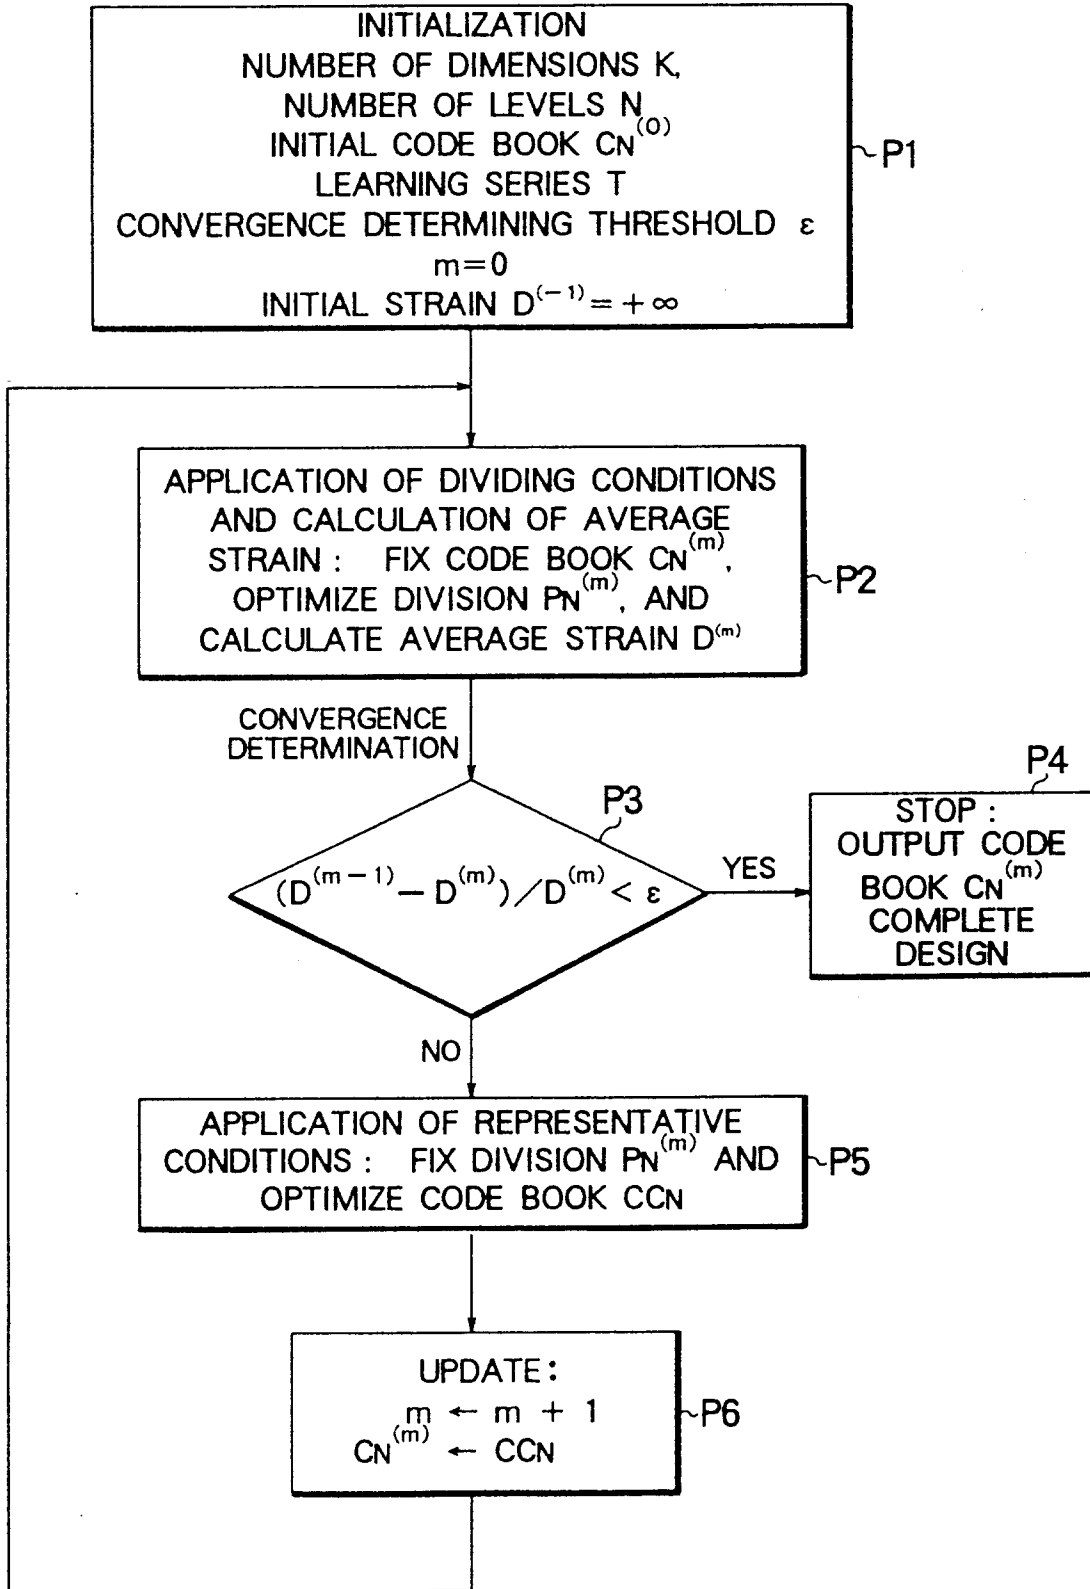 INITIALIZATION
NUMBER OF DIMENSIONS K,
NUMBER OF LEVELS N
INITIAL CODE BOOK CN^(0)
LEARNING SERIES T
CONVERGENCE DETERMINING THRESHOLD ε
m=0
INITIAL STRAIN D^(-1) = + ∞
P1
APPLICATION OF DIVIDING CONDITIONS
AND CALCULATION OF AVERAGE
STRAIN : FIX CODE BOOK CN^(m),
OPTIMIZE DIVISION PN^(m), AND
CALCULATE AVERAGE STRAIN D^(m)
P2
CONVERGENCE
DETERMINATION
P3
(D^(m-1) - D^(m)) / D^(m) < ε
YES
P4
STOP :
OUTPUT CODE
BOOK CN^(m)
COMPLETE
DESIGN
NO
APPLICATION OF REPRESENTATIVE
CONDITIONS : FIX DIVISION PN^(m) AND
OPTIMIZE CODE BOOK CCN
P5
UPDATE:
m ← m + 1
CN^(m) ← CCN
P6